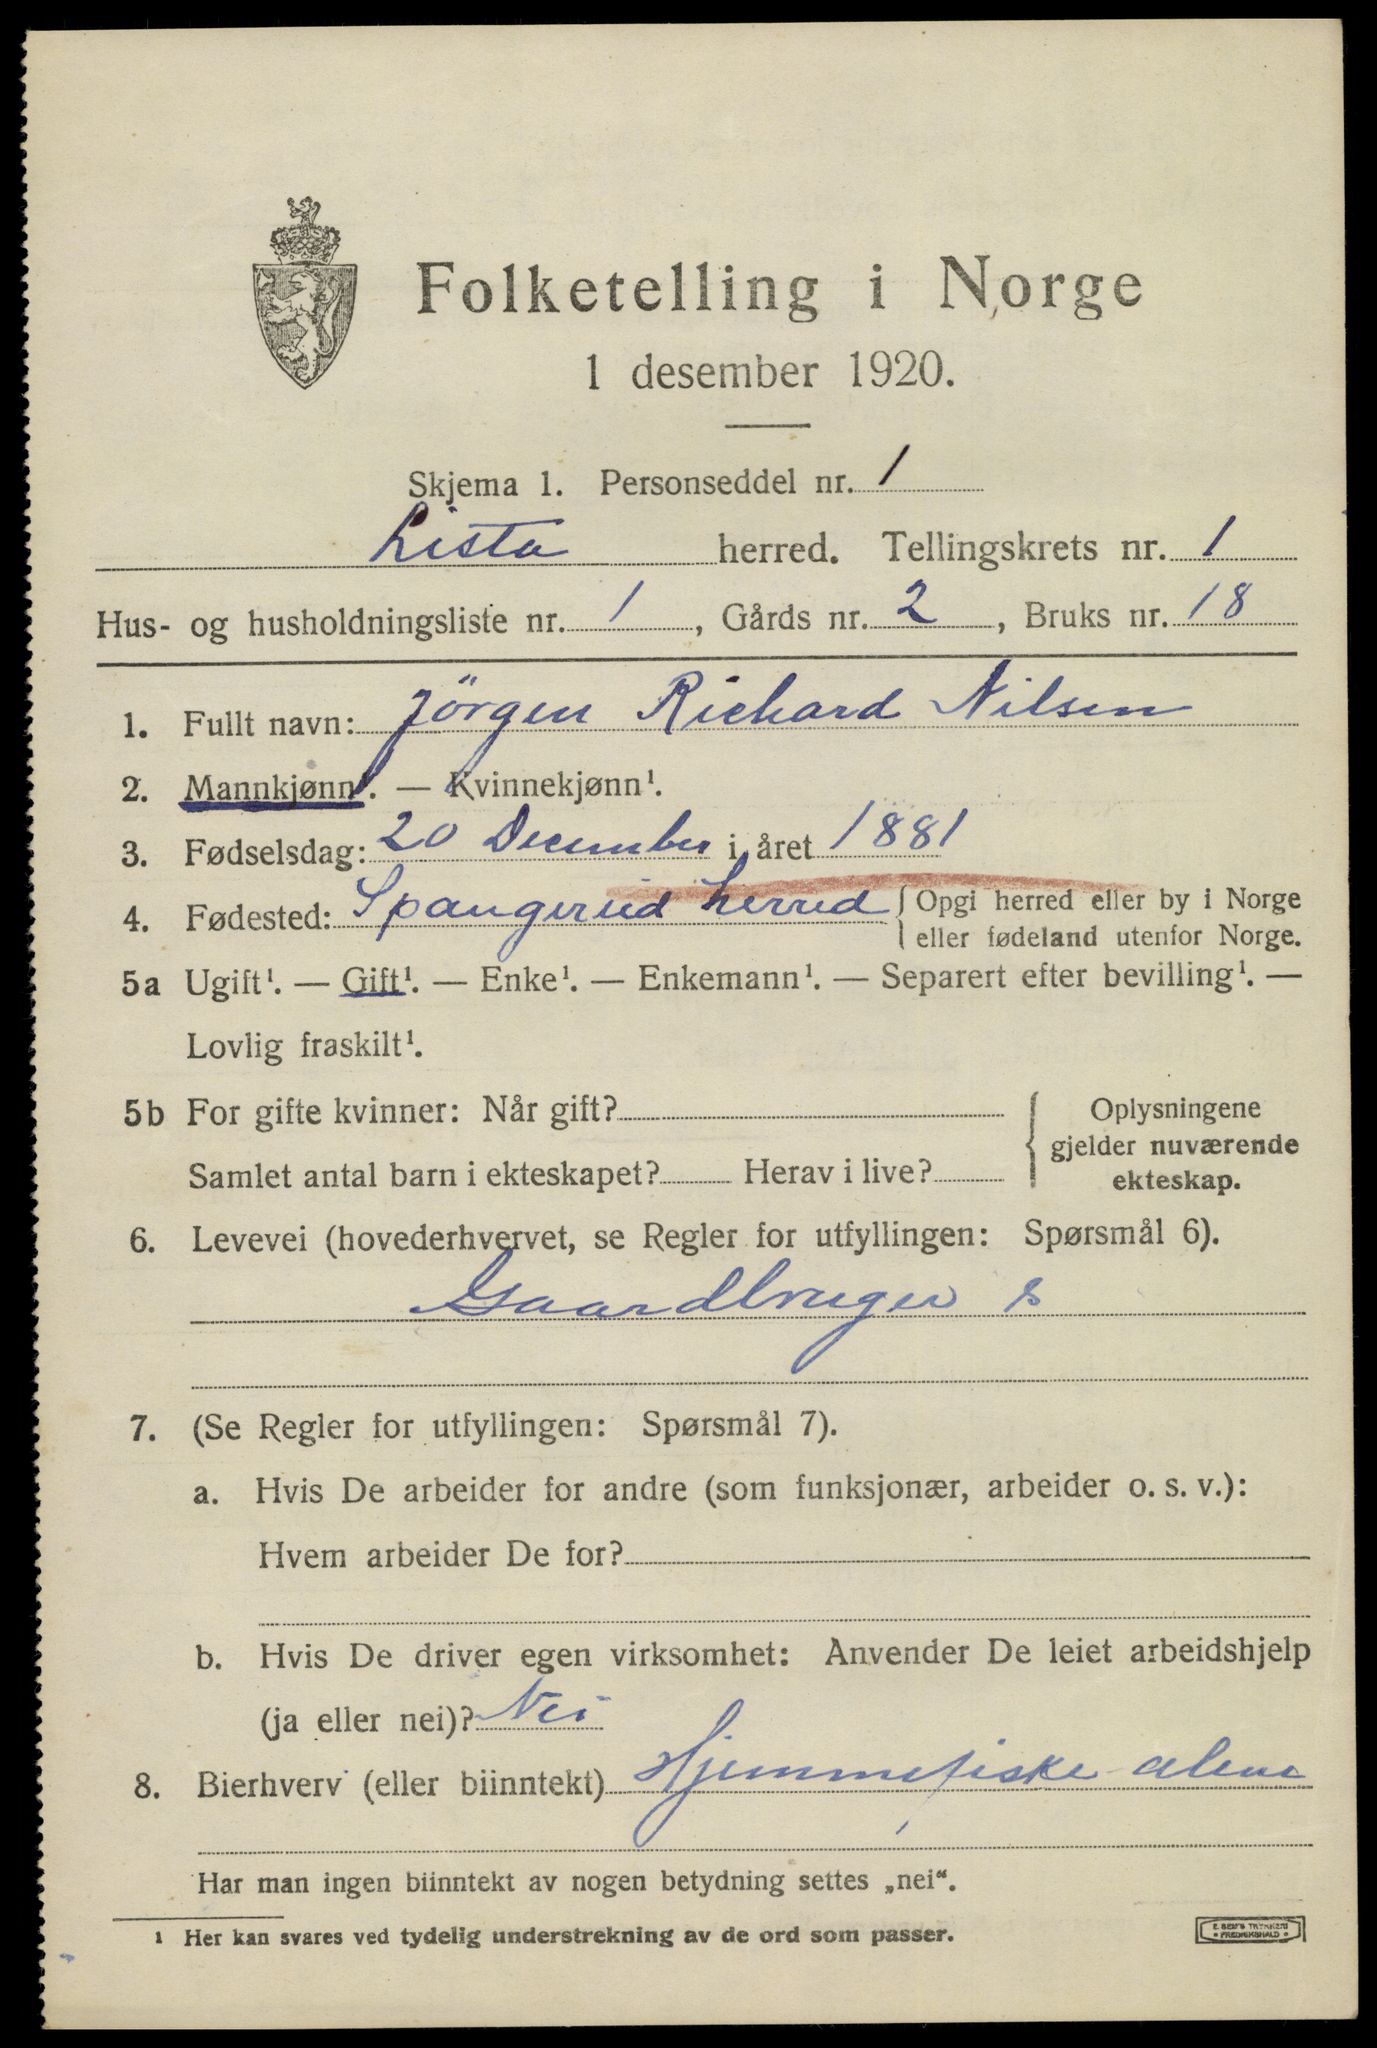 Folketelling i Norge
1 desember 1920.
Skjema 1. Personseddel nr. 1
Lista herred. Tellingskrets nr. 1
Hus- og husholdningsliste nr. 1, Gårds nr. 2, Bruks nr. 18
1. Fullt navn: Jörgen Richard Nilsen
2. Mannkjønn¹. — Kvinnekjønn¹.
3. Fødselsdag: 20 December i året 1881
4. Fødested: Spangereid herred { Opgi herred eller by i Norge
eller fødeland utenfor Norge.
5a Ugift¹. — Gift¹. — Enke¹. — Enkemann¹. — Separert efter bevilling¹. —
Lovlig fraskilt¹.
5b For gifte kvinner: Når gift? { Oplysningene
gjelder nuværende
Samlet antal barn i ekteskapet? Herav i live? ekteskap.
6. Levevei (hovederhvervet, se Regler for utfyllingen: Spørsmål 6).
Gaardbruger s
7. (Se Regler for utfyllingen: Spørsmål 7).
a. Hvis De arbeider for andre (som funksjonær, arbeider o. s. v.):
Hvem arbeider De for?
b. Hvis De driver egen virksomhet: Anvender De leiet arbeidshjelp
(ja eller nei)? Nei
8. Bierhverv (eller biinntekt) Hjemmefiske alene
Har man ingen biinntekt av nogen betydning settes „nei“.
¹ Her kan svares ved tydelig understrekning av de ord som passer.
E. SEM'S TRYKKERI
* FREDRIKSHALD *